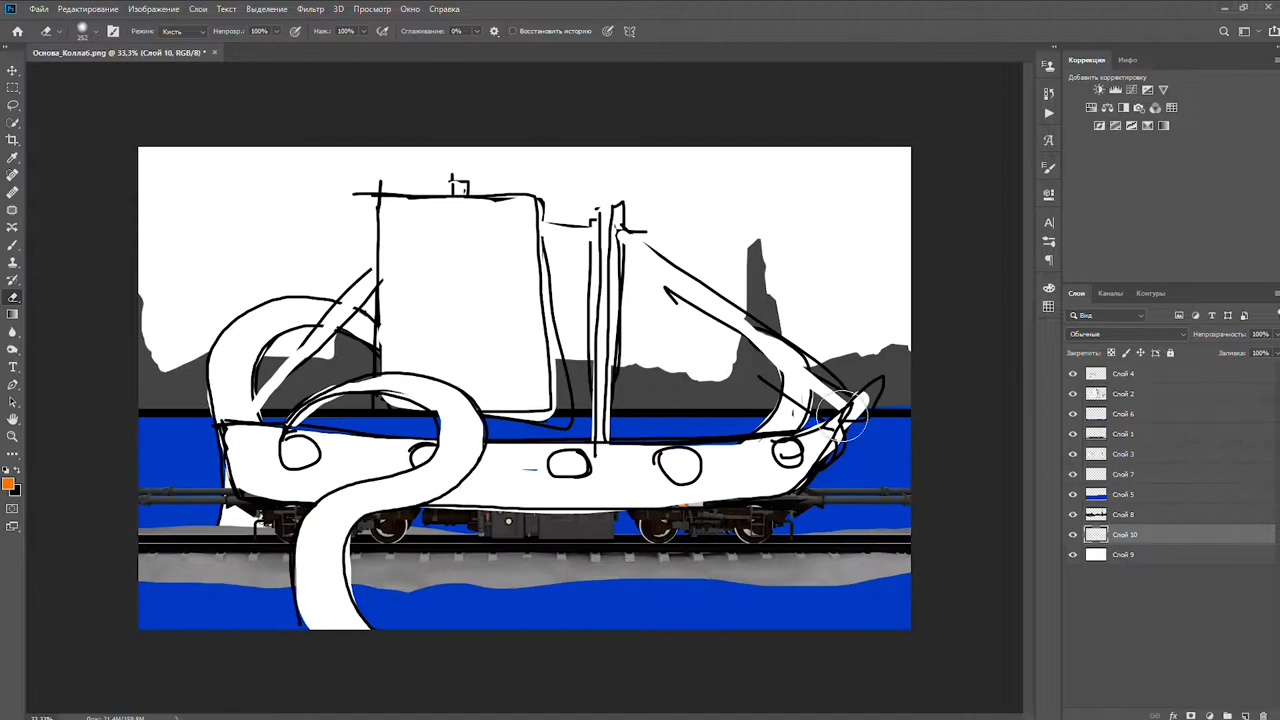 Файл Редактирование Изображение Слои Текст Выделение Фильтр 3D Просмотр Окно Справка
252 Режим: Кисть Непрозр.: 100% Наж.: 100% Сглаживание: 0% Восстановить историю
Основа_Коллаб.png @ 33,3% (Слой 10, RGB/8) * ×
Коррекция Инфо
Добавить корректировку
Слои Каналы Контуры
Вид
Обычные Непрозрачность: 100%
Закрепить: Заливка: 100%
Слой 4
Слой 2
Слой 6
Слой 1
Слой 3
Слой 7
Слой 5
Слой 8
Слой 10
Слой 9